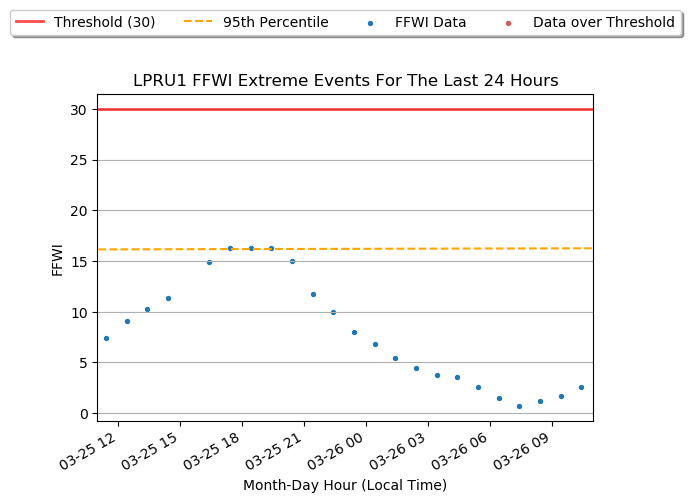 Threshold (30) 95th Percentile FFWI Data Data over Threshold
LPRU1 FFWI Extreme Events For The Last 24 Hours
30
25
20
15
10
5
0
FFWI
03-25 12 03-25 15 03-25 18 03-25 21 03-26 00 03-26 03 03-26 06 03-26 09
Month-Day Hour (Local Time)